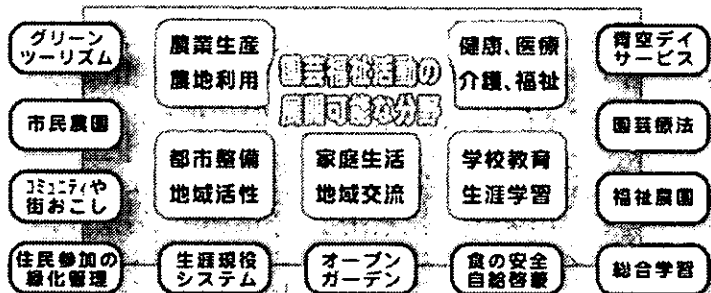 グリーン
ツーリズム
農業生産
農地利用
園芸福祉活動の
展開可能な分野
健康、医療
介護、福祉
青空デイ
サービス
市民農園
園芸療法
コミュニティや
街おこし
都市整備
地域活性
家庭生活
地域交流
学校教育
生涯学習
福祉農園
住民参加の
緑化管理
生涯現役
システム
オープン
ガーデン
食の安全
自給啓蒙
総合学習